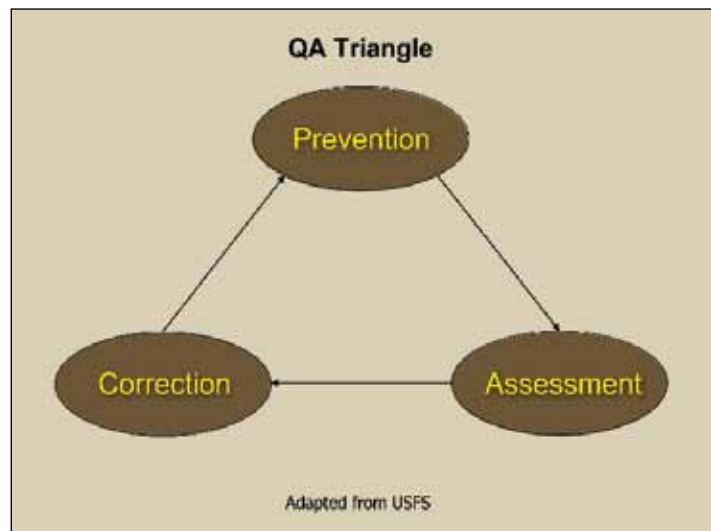 QA Triangle
Prevention
Correction
Assessment
Adapted from USFS